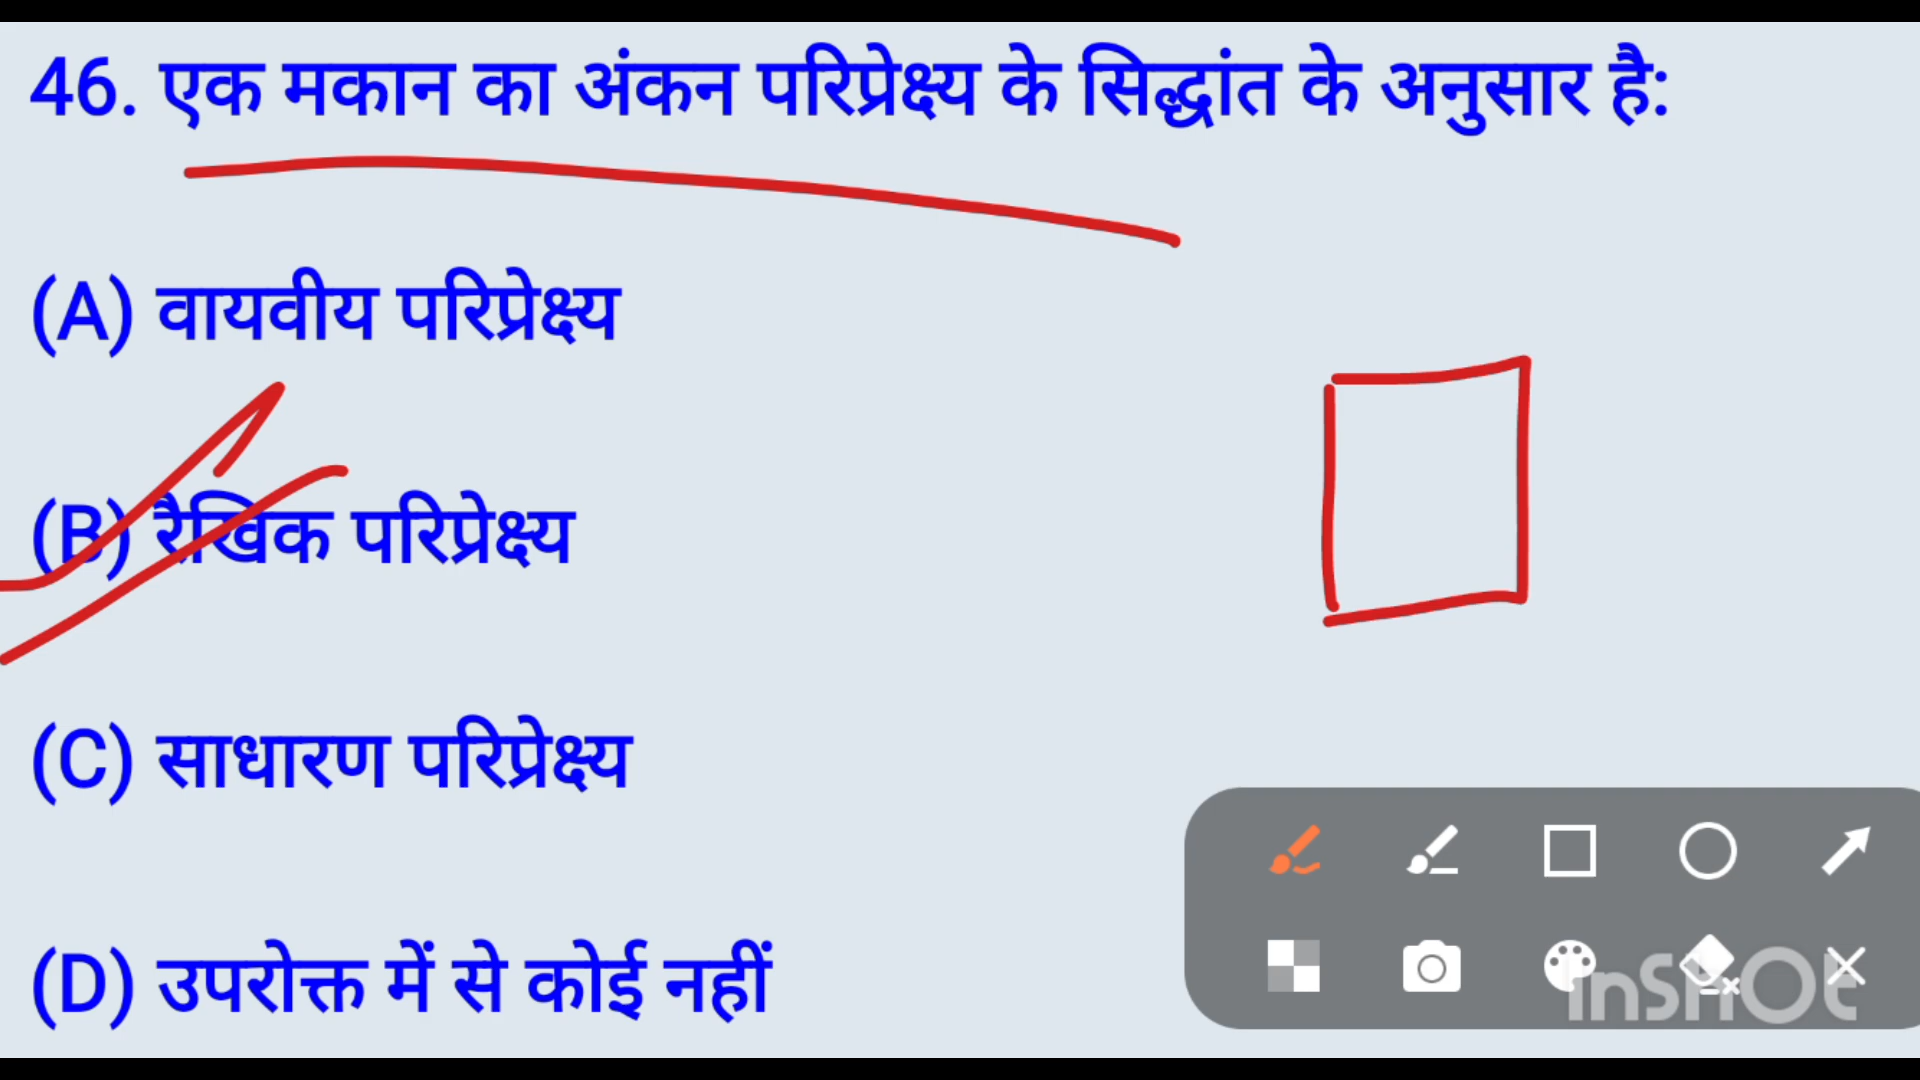 46. एक मकान का अंकन परिप्रेक्ष्य के सिद्धांत के अनुसार है:
(A) वायवीय परिप्रेक्ष्य
(B) रैखिक परिप्रेक्ष्य
(C) साधारण परिप्रेक्ष्य
(D) उपरोक्त में से कोई नहीं
InSHOt